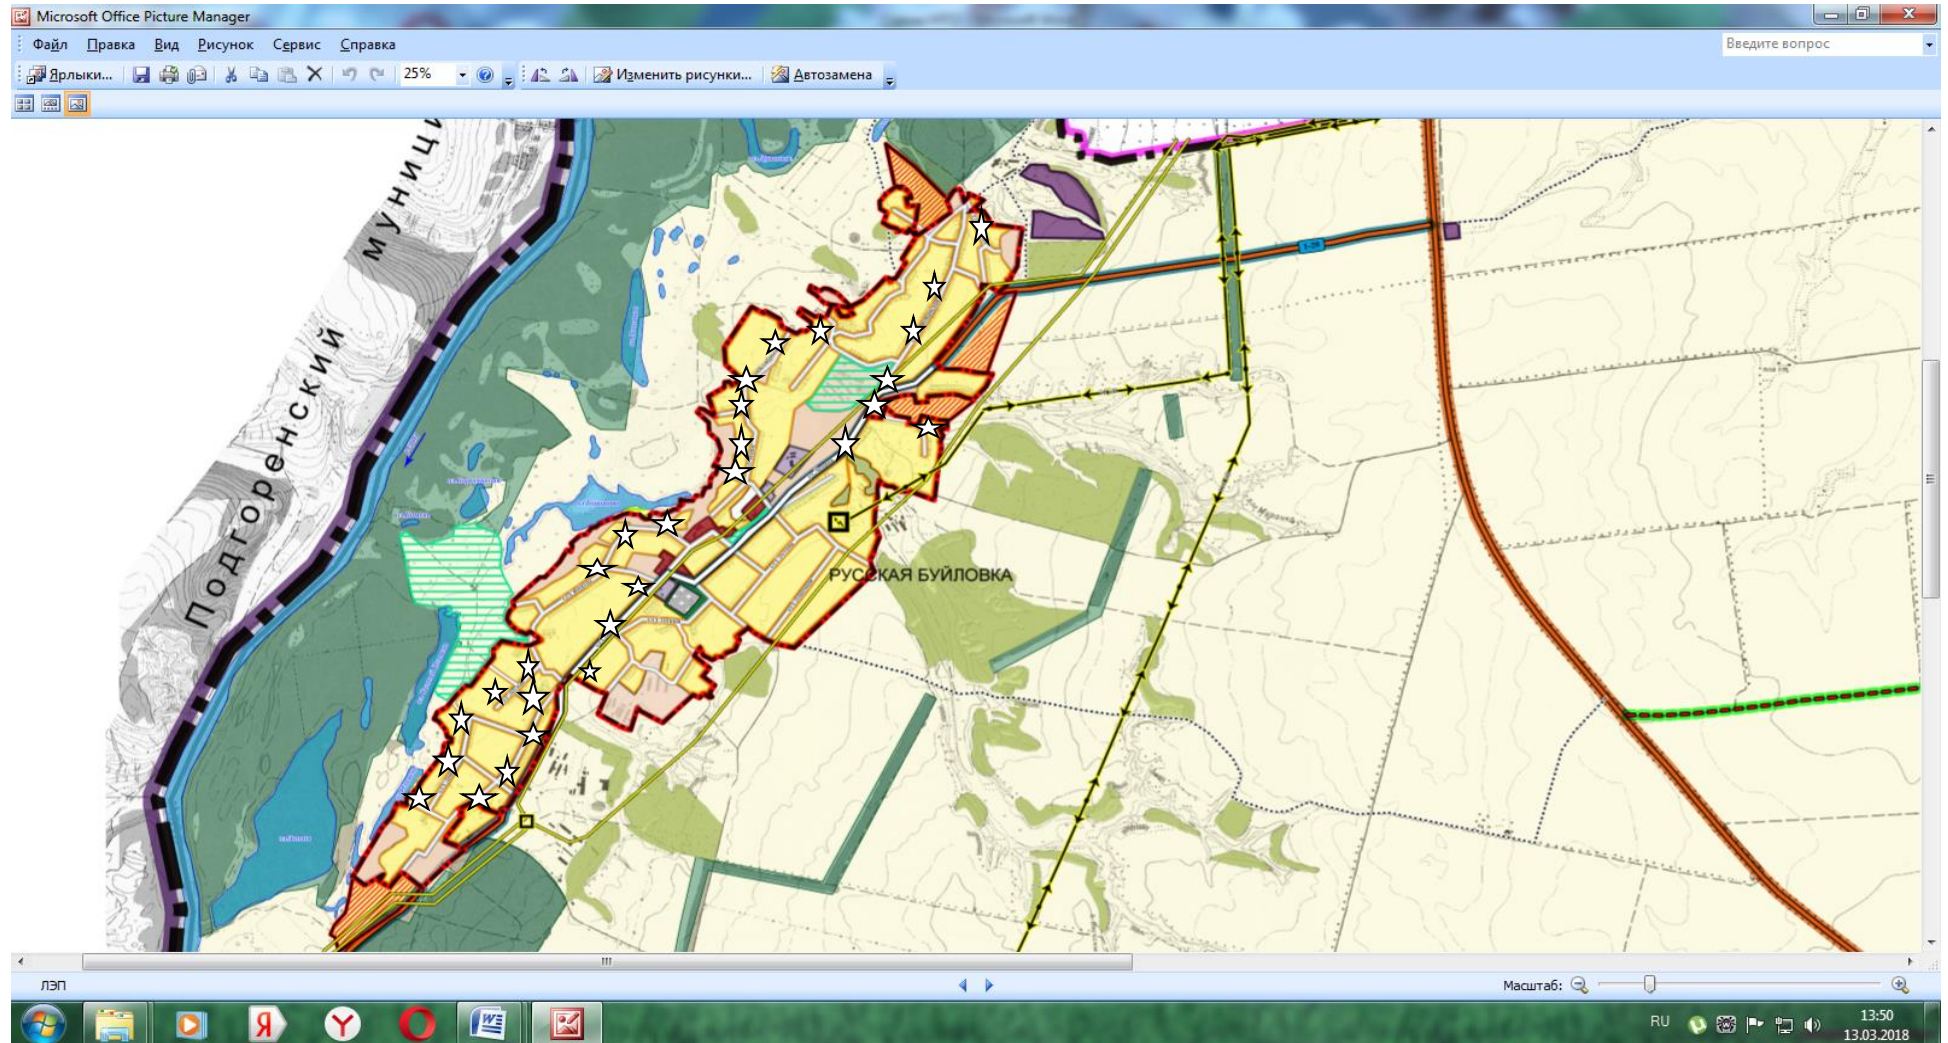 Microsoft Office Picture Manager
Файл Правка Вид Рисунок Сервис Справка
Введите вопрос
Ярлыки... 25% Изменить рисунки... Автозамена
Подгоренский муници
РУССКАЯ БУЙЛОВКА
ЛЭП
Масштаб:
RU
13:50
13.03.2018